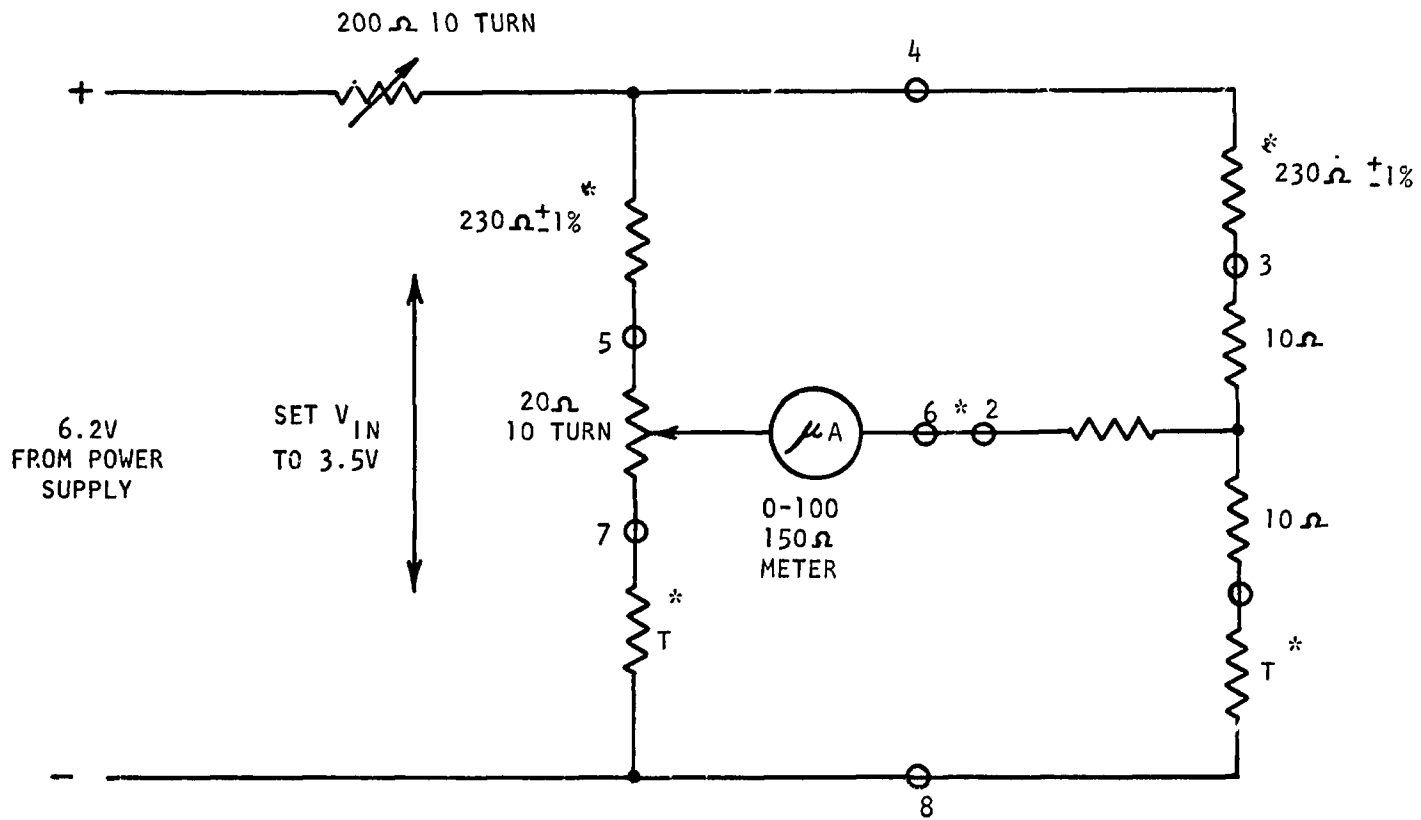 200Ω 10 TURN
4
+
*
230Ω ±1%
*
230Ω ±1%
3
5
10Ω
20Ω
10 TURN
SET V IN
TO 3.5V
6.2V
FROM POWER
SUPPLY
μA
6 * 2
0-100
150Ω
METER
10Ω
7
*
T
*
T
-
8